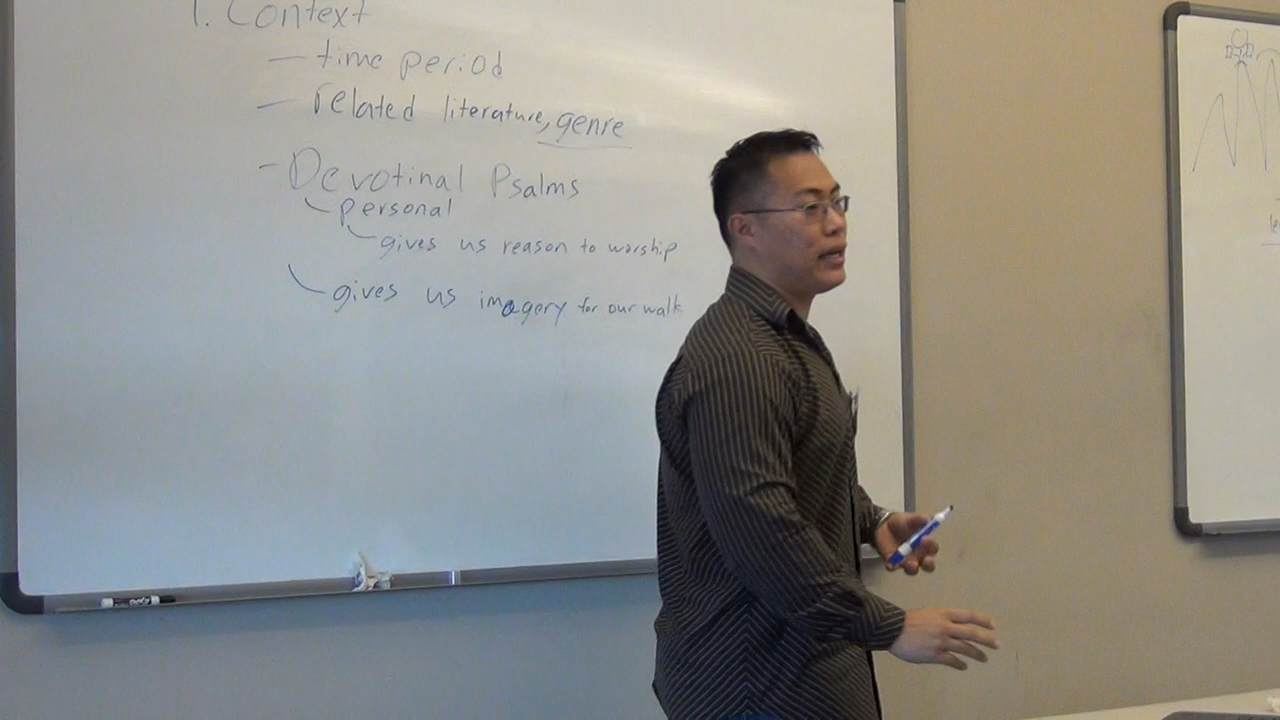 1. Context
— time period
— related literature, genre
- Devotinal Psalms
personal
gives us reason to worship
gives us imagery for our walk